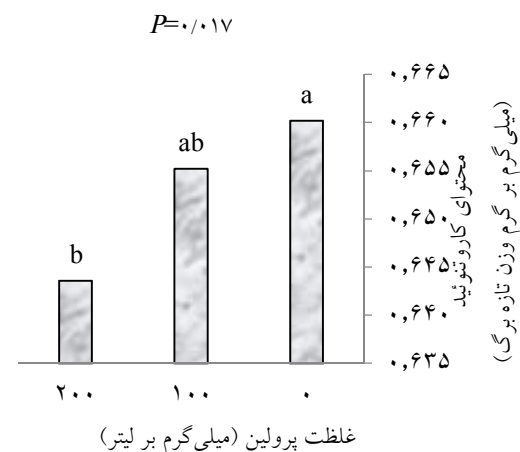 P=۰/۰۱۷
۰,۶۶۵
۰,۶۶۰
۰,۶۵۵
۰,۶۵۰
۰,۶۴۵
۰,۶۴۰
۰,۶۳۵
محتوای کاروتنوئید
(میلی گرم بر گرم وزن تازه برگ)
a
ab
b
۰ ۱۰۰ ۲۰۰
غلظت پرولین (میلی‌گرم بر لیتر)